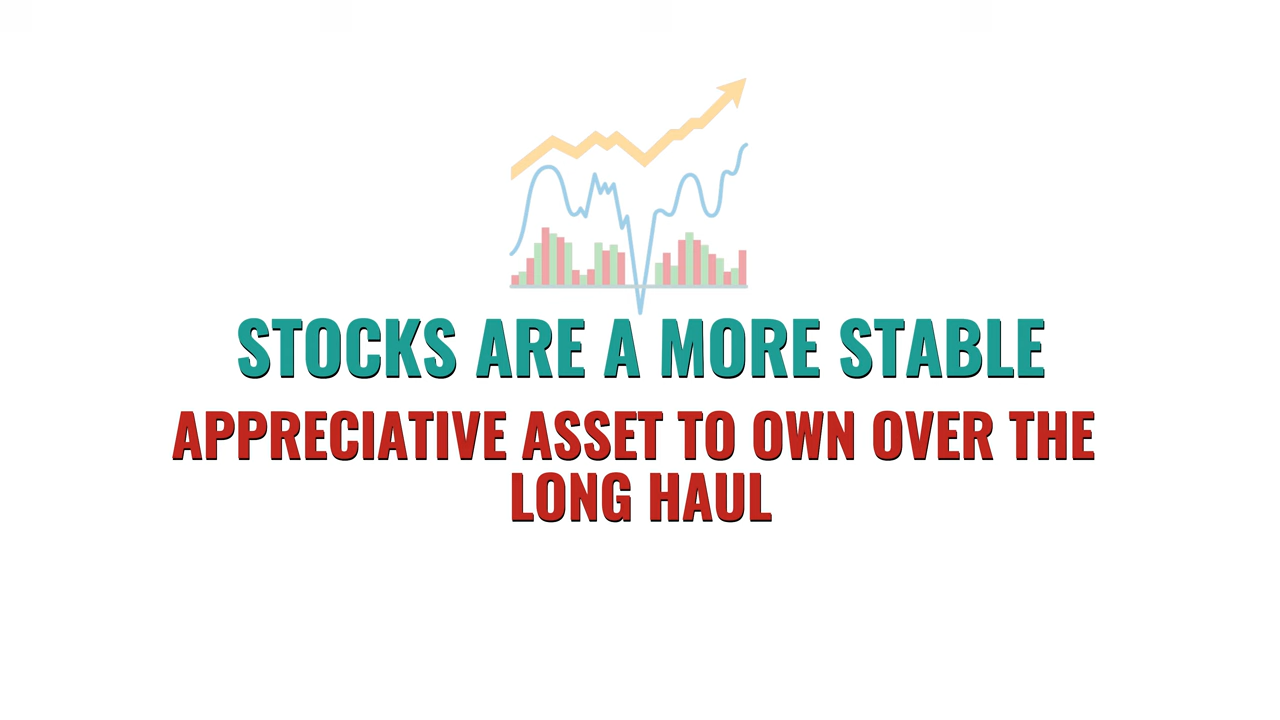 STOCKS ARE A MORE STABLE
APPRECIATIVE ASSET TO OWN OVER THE
LONG HAUL